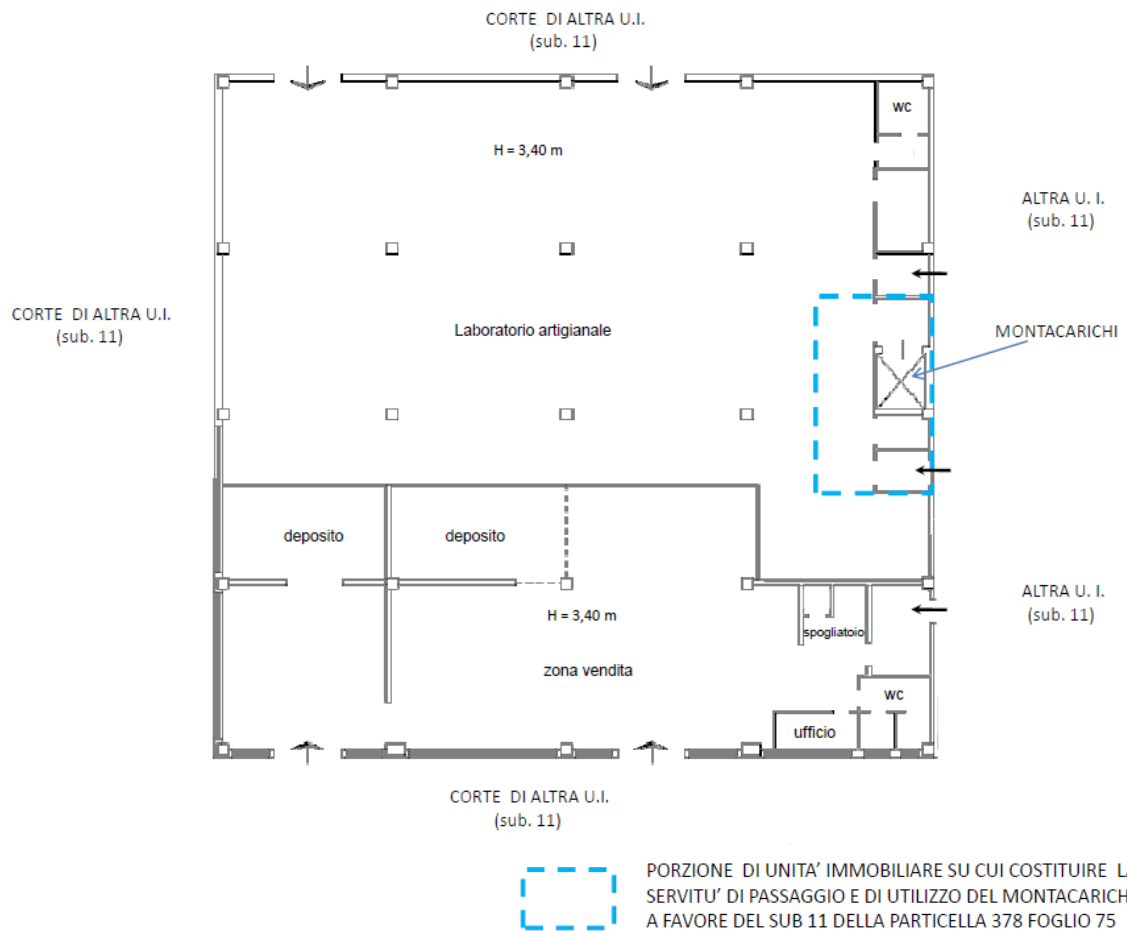 CORTE DI ALTRA U.I.
(sub. 11)
wc
H = 3,40 m
ALTRA U. I.
(sub. 11)
CORTE DI ALTRA U.I.
(sub. 11)
Laboratorio artigianale
MONTACARICHI
deposito
deposito
H = 3,40 m
ALTRA U. I.
(sub. 11)
spogliatoio
zona vendita
wc
ufficio
CORTE DI ALTRA U.I.
(sub. 11)
PORZIONE DI UNITA' IMMOBILIARE SU CUI COSTITUIRE LA
SERVITU' DI PASSAGGIO E DI UTILIZZO DEL MONTACARICH
A FAVORE DEL SUB 11 DELLA PARTICELLA 378 FOGLIO 75